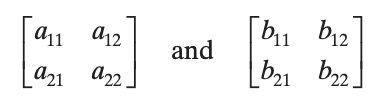 [a₁₁ a₁₂] and [b₁₁ b₁₂]
[a₂₁ a₂₂] [b₂₁ b₂₂]